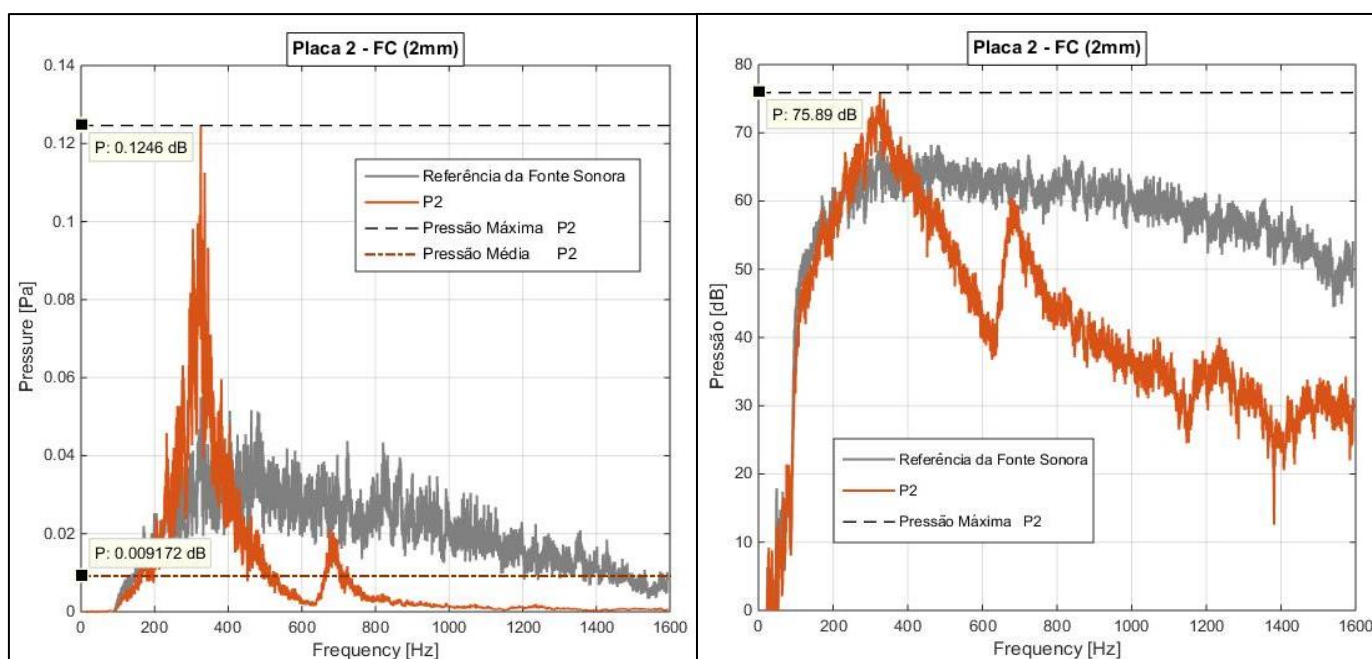 Placa 2 - FC (2mm)
0.14
0.12
0.1
0.08
0.06
0.04
0.02
0
Pressure [Pa]
P: 0.1246 dB
P: 0.009172 dB
Referência da Fonte Sonora
P2
Pressão Máxima P2
Pressão Média P2
0 200 400 600 800 1000 1200 1400 1600
Frequency [Hz]
Placa 2 - FC (2mm)
80
70
60
50
40
30
20
10
0
Pressão [dB]
P: 75.89 dB
Referência da Fonte Sonora
P2
Pressão Máxima P2
0 200 400 600 800 1000 1200 1400 1600
Frequency [Hz]